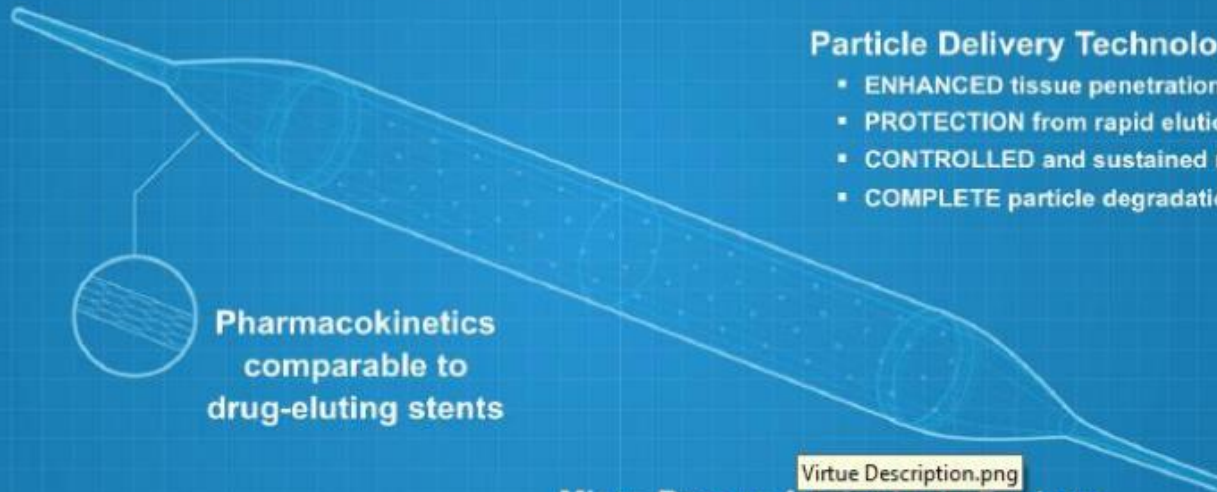 Particle Delivery Technolo
▪ ENHANCED tissue penetration
▪ PROTECTION from rapid elutio
▪ CONTROLLED and sustained
▪ COMPLETE particle degradatio
Pharmacokinetics
comparable to
drug-eluting stents
Virtue Description.png